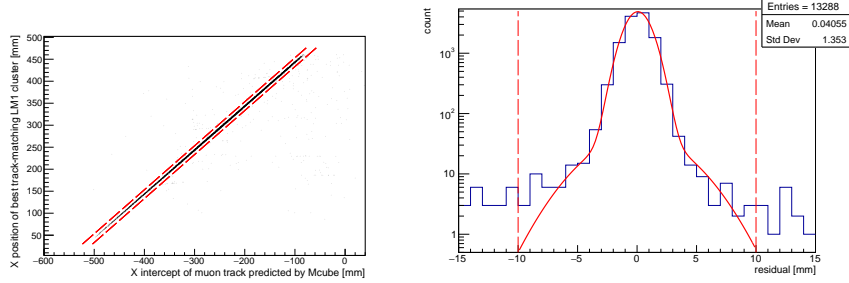 X position of best track-matching LM1 cluster [mm]
500
450
400
350
300
250
200
150
100
50
−600 −500 −400 −300 −200 −100 0
X intercept of muon track predicted by Mcube [mm]
count
10³
10²
10
1
−15 −10 −5 0 5 10 15
residual [mm]
Entries = 13288
Mean 0.04055
Std Dev 1.353